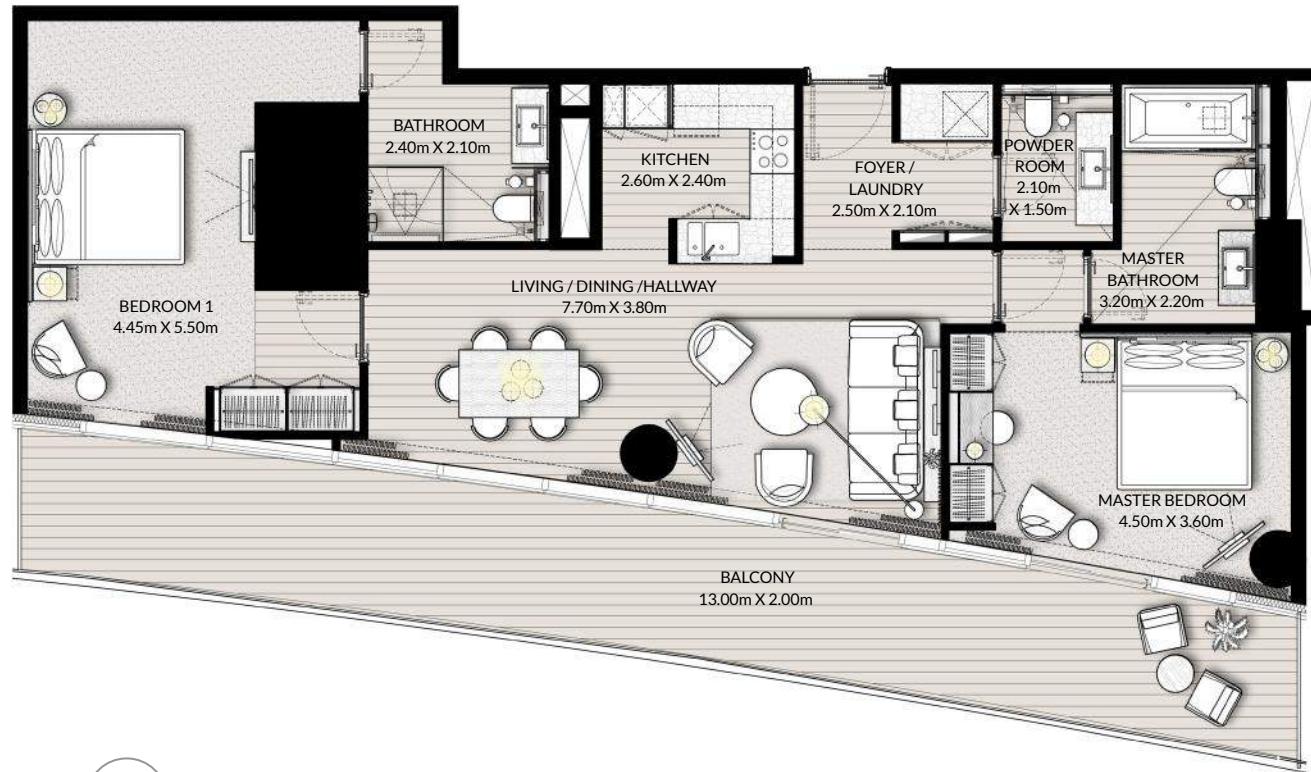 BATHROOM
2.40m X 2.10m
KITCHEN
2.60m X 2.40m
FOYER /
LAUNDRY
2.50m X 2.10m
POWDER
ROOM
2.10m
X 1.50m
MASTER
BATHROOM
3.20m X 2.20m
BEDROOM 1
4.45m X 5.50m
LIVING / DINING /HALLWAY
7.70m X 3.80m
MASTER BEDROOM
4.50m X 3.60m
BALCONY
13.00m X 2.00m